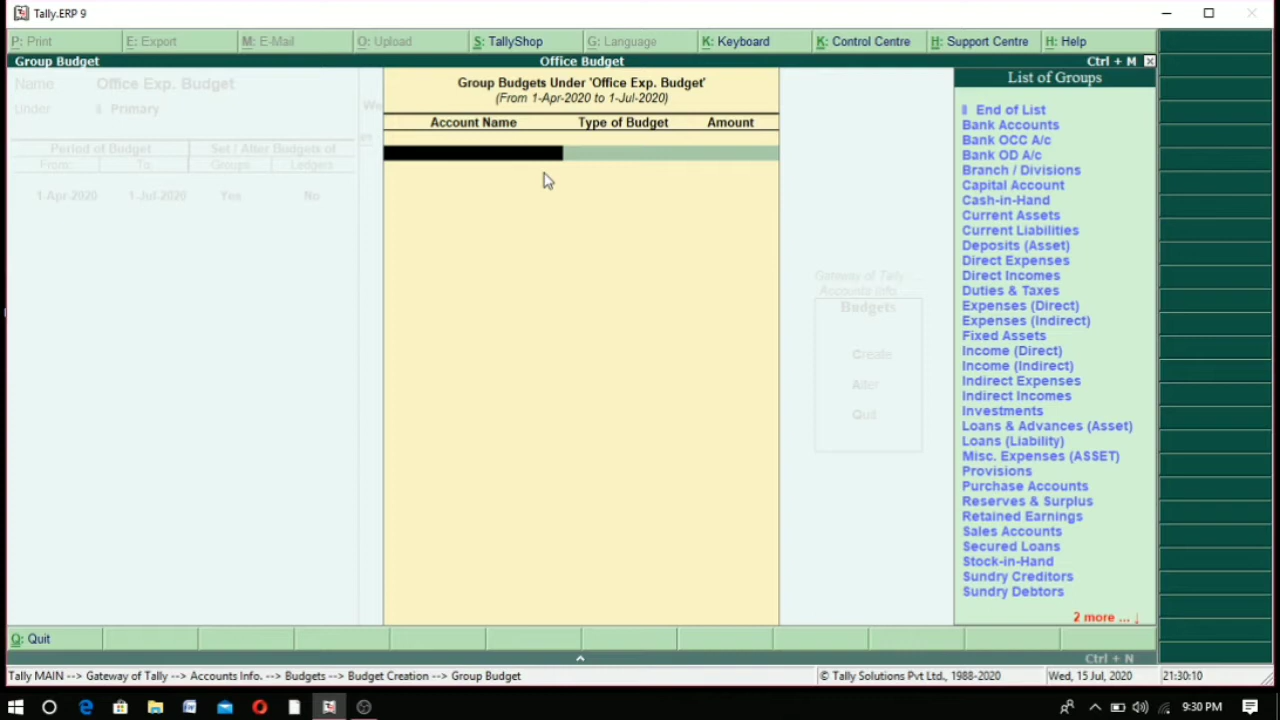 Tally.ERP 9
P: Print E: Export M: E-Mail O: Upload S: TallyShop G: Language K: Keyboard K: Control Centre H: Support Centre H: Help
Group Budget Office Budget Ctrl + M
Name Office Exp. Budget
Under Primary
Period of Budget Set / Alter Budgets of
From: To: Groups Ledgers
1-Apr-2020 1-Jul-2020 Yes No
Group Budgets Under 'Office Exp. Budget'
(From 1-Apr-2020 to 1-Jul-2020)
Account Name Type of Budget Amount
Gateway of Tally ...
Accounts Info. ...
Budgets
Create
Alter
Quit
List of Groups
End of List
Bank Accounts
Bank OCC A/c
Bank OD A/c
Branch / Divisions
Capital Account
Cash-in-Hand
Current Assets
Current Liabilities
Deposits (Asset)
Direct Expenses
Direct Incomes
Duties & Taxes
Expenses (Direct)
Expenses (Indirect)
Fixed Assets
Income (Direct)
Income (Indirect)
Indirect Expenses
Indirect Incomes
Investments
Loans & Advances (Asset)
Loans (Liability)
Misc. Expenses (ASSET)
Provisions
Purchase Accounts
Reserves & Surplus
Retained Earnings
Sales Accounts
Secured Loans
Stock-in-Hand
Sundry Creditors
Sundry Debtors
2 more ... ↓
Q: Quit
Ctrl + N
Tally MAIN --> Gateway of Tally --> Accounts Info. --> Budgets --> Budget Creation --> Group Budget © Tally Solutions Pvt Ltd., 1988-2020 Wed, 15 Jul, 2020 21:30:10
9:30 PM